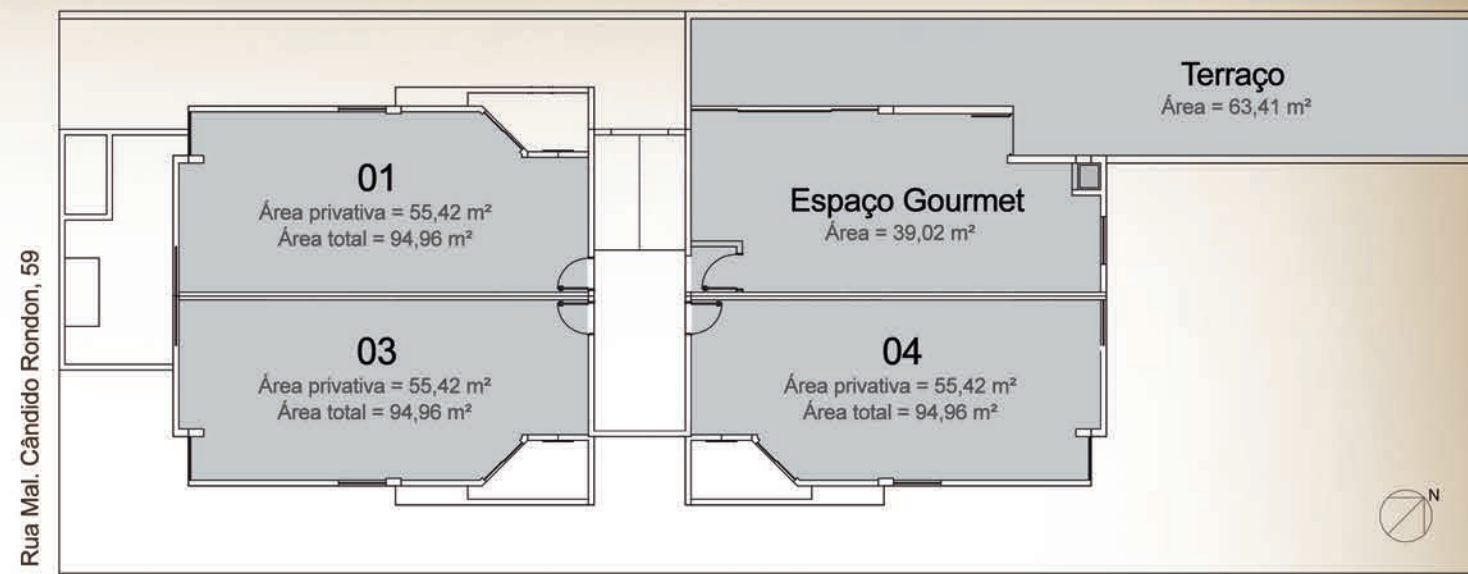 Terraço
Área = 63,41 m²
01
Área privativa = 55,42 m²
Área total = 94,96 m²
Espaço Gourmet
Área = 39,02 m²
Rua Mal. Cândido Rondon, 59
03
Área privativa = 55,42 m²
Área total = 94,96 m²
04
Área privativa = 55,42 m²
Área total = 94,96 m²
N